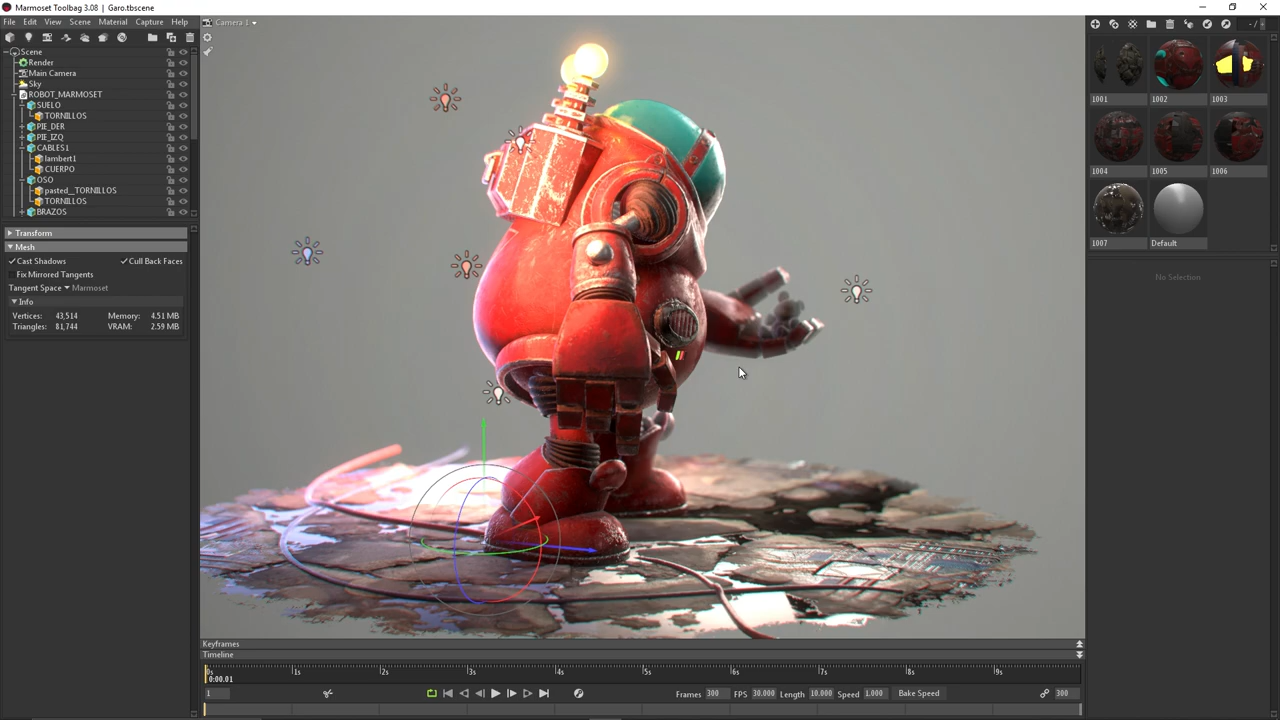 Marmoset Toolbag 3.08 | Garo.tbscene
File Edit View Scene Material Capture Help
Camera 1
Scene
Render
Main Camera
Sky
ROBOT_MARMOSET
SUELO
TORNILLOS
PIE_DER
PIE_IZQ
CABLES1
lambert1
CUERPO
OSO
pasted__TORNILLOS
TORNILLOS
BRAZOS
Transform
Mesh
Cast Shadows Cull Back Faces
Fix Mirrored Tangents
Tangent Space Marmoset
Info
Vertices: 43,514 Memory: 4.51 MB
Triangles: 81,744 VRAM: 2.59 MB
1001 1002 1003
1004 1005 1006
1007 Default
No Selection
Keyframes
Timeline
1s 2s 3s 4s 5s 6s 7s 8s 9s
0:00.01
1 Frames 300 FPS 30.000 Length 10.000 Speed 1.000 Bake Speed 300